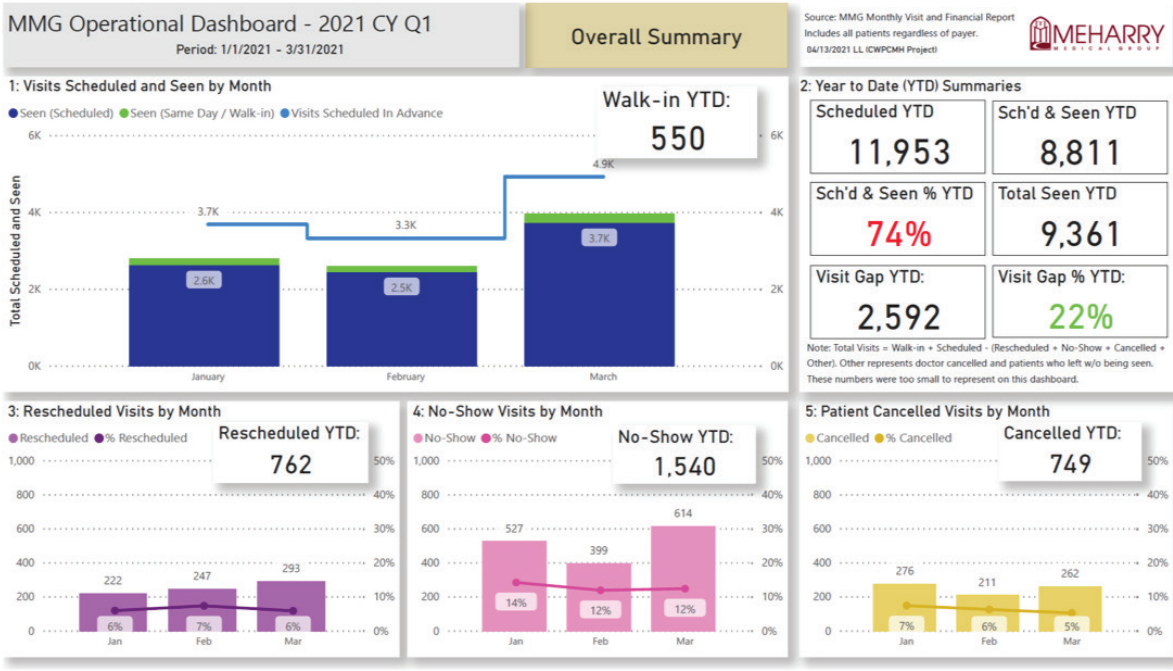 MMG Operational Dashboard - 2021 CY Q1
Period: 1/1/2021 - 3/31/2021
Overall Summary
Source: MMG Monthly Visit and Financial Report
Includes all patients regardless of payer.
04/13/2021 LL (CWPCMH Project)
MEHARRY
MEDICAL GROUP
1: Visits Scheduled and Seen by Month
Seen (Scheduled) Seen (Same Day / Walk-in) Visits Scheduled In Advance
Walk-in YTD:
550
Total Scheduled and Seen
6K 6K
4.9K
4K 3.7K 3.3K 4K
3.7K
2K 2.6K 2.5K 2K
0K 0K
January February March
2: Year to Date (YTD) Summaries
Scheduled YTD Sch'd & Seen YTD
11,953 8,811
Sch'd & Seen % YTD Total Seen YTD
74% 9,361
Visit Gap YTD: Visit Gap % YTD:
2,592 22%
Note: Total Visits = Walk-in + Scheduled - (Rescheduled + No-Show + Cancelled +
Other). Other represents doctor cancelled and patients who left w/o being seen.
These numbers were too small to represent on this dashboard.
3: Rescheduled Visits by Month
Rescheduled % Rescheduled
Rescheduled YTD:
762
1,000 50%
800 40%
600 30%
400 20%
222 247 293
200 10%
6% 7% 6%
0 0%
Jan Feb Mar
4: No-Show Visits by Month
No-Show % No-Show
No-Show YTD:
1,540
1,000 50%
800 40%
527 614
600 30%
399
400 20%
200 10%
14% 12% 12%
0 0%
Jan Feb Mar
5: Patient Cancelled Visits by Month
Cancelled % Cancelled
Cancelled YTD:
749
1,000 50%
800 40%
600 30%
400 20%
276 211 262
200 10%
7% 6% 5%
0 0%
Jan Feb Mar